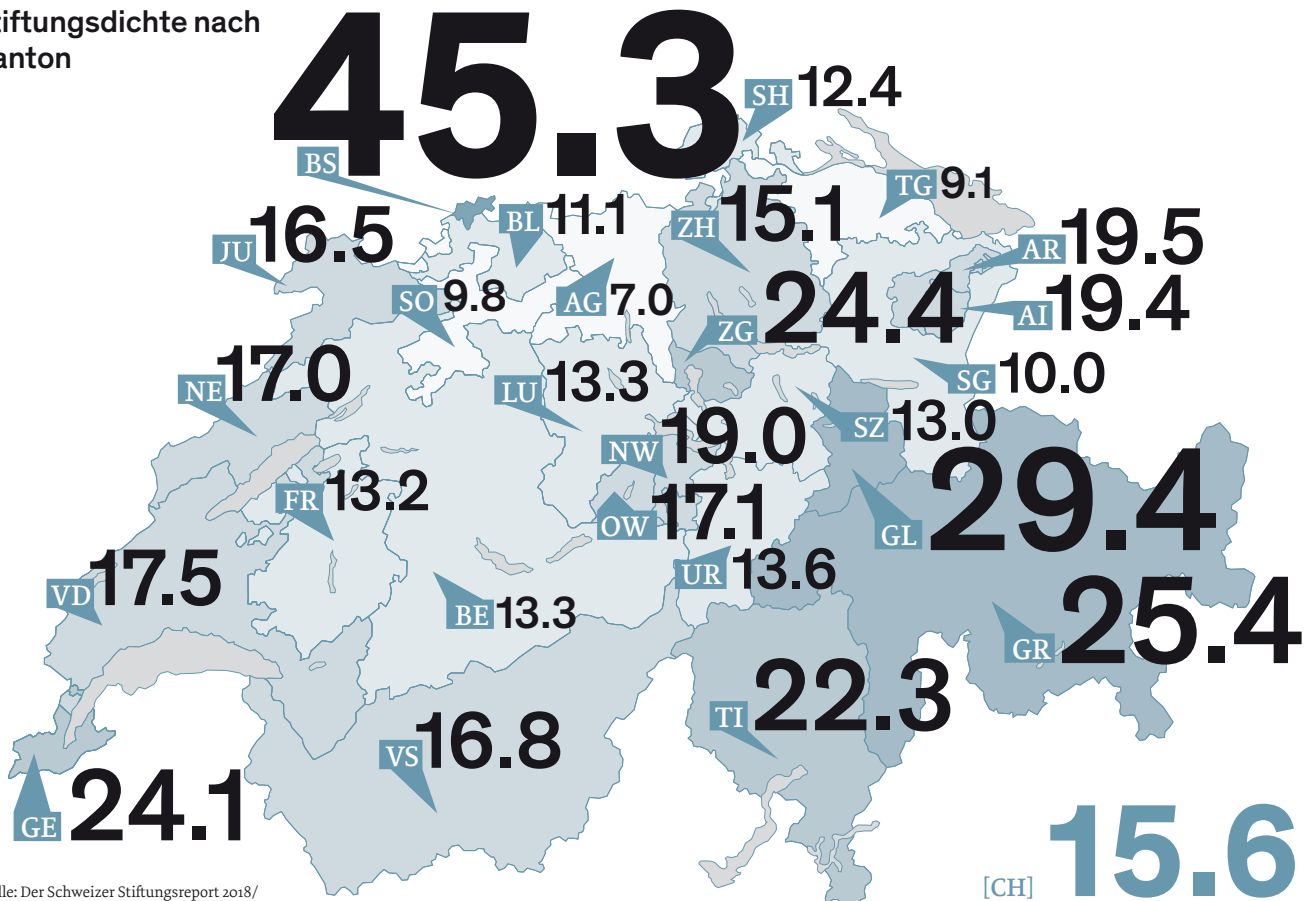 tiftungsdichte nach
anton
45.3
BS
SH 12.4
TG 9.1
JU 16.5
BL 11.1
ZH 15.1
AR 19.5
SO 9.8
AG 7.0
ZG 24.4
AI 19.4
NE 17.0
LU 13.3
SG 10.0
NW 19.0
SZ 13.0
FR 13.2
OW 17.1
GL 29.4
VD 17.5
BE 13.3
UR 13.6
GR 25.4
VS 16.8
TI 22.3
GE 24.1
[CH] 15.6
lle: Der Schweizer Stiftungsreport 2018/